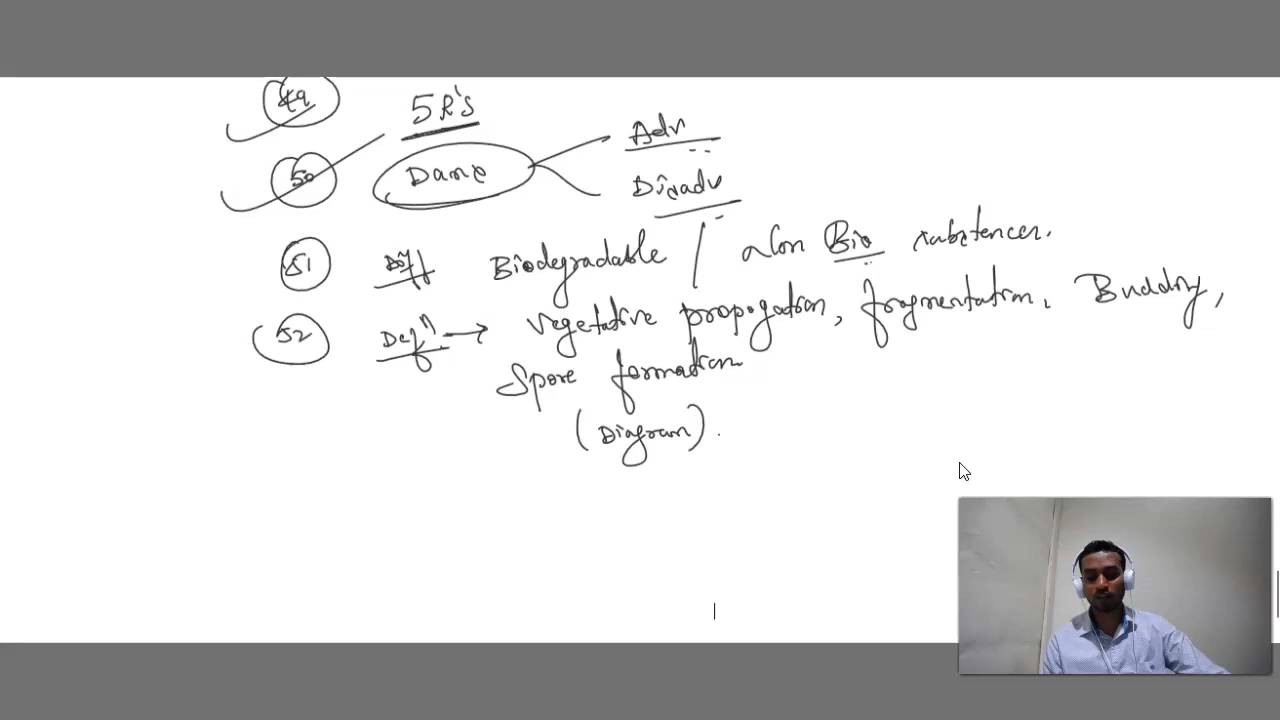 49 5R's
50 Dams Adv
Disadv
51 Diff Biodegradable / Non Bio substances.
52 Defn → Vegetative propogation, fragmentation, Budding,
Spore formation
(Diagram).